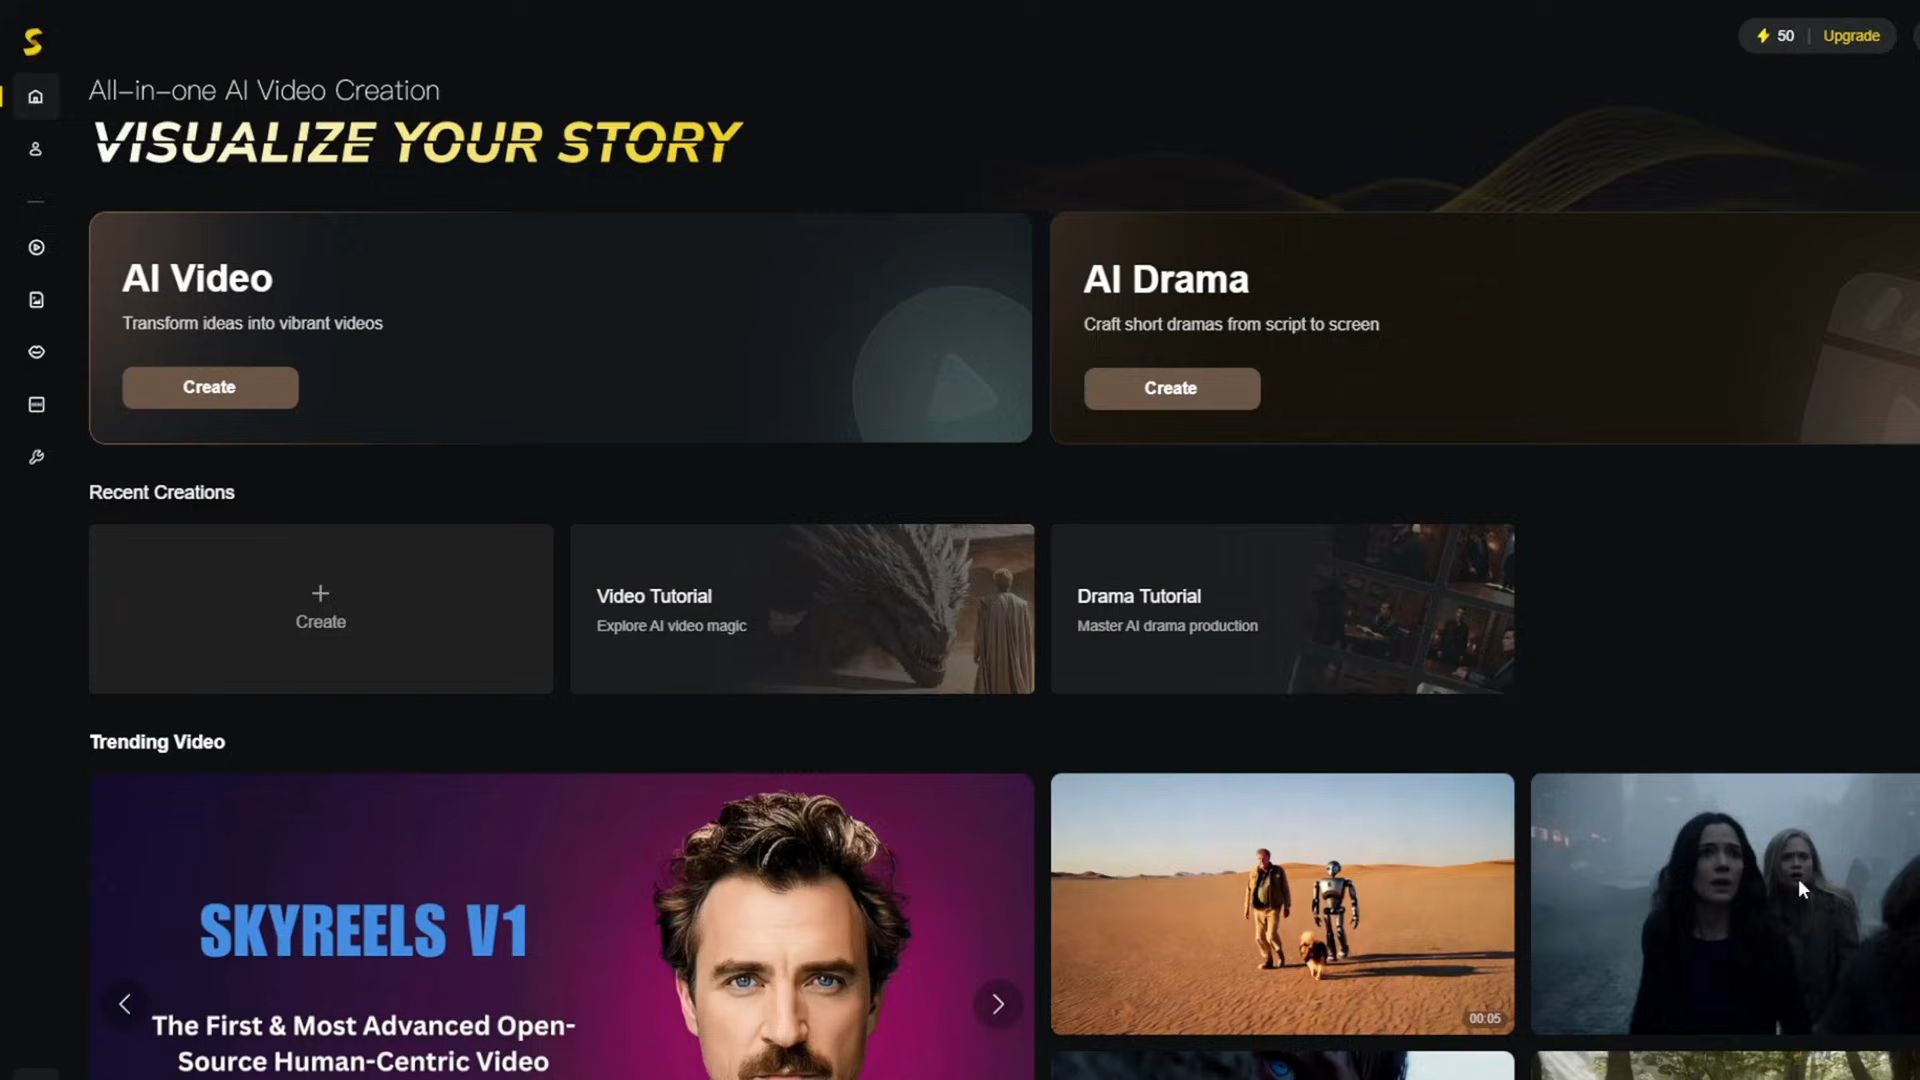 50 | Upgrade
All-in-one AI Video Creation
VISUALIZE YOUR STORY
AI Video
Transform ideas into vibrant videos
Create
AI Drama
Craft short dramas from script to screen
Create
Recent Creations
+
Create
Video Tutorial
Explore AI video magic
Drama Tutorial
Master AI drama production
Trending Video
SKYREELS V1
The First & Most Advanced Open-
Source Human-Centric Video
00:05